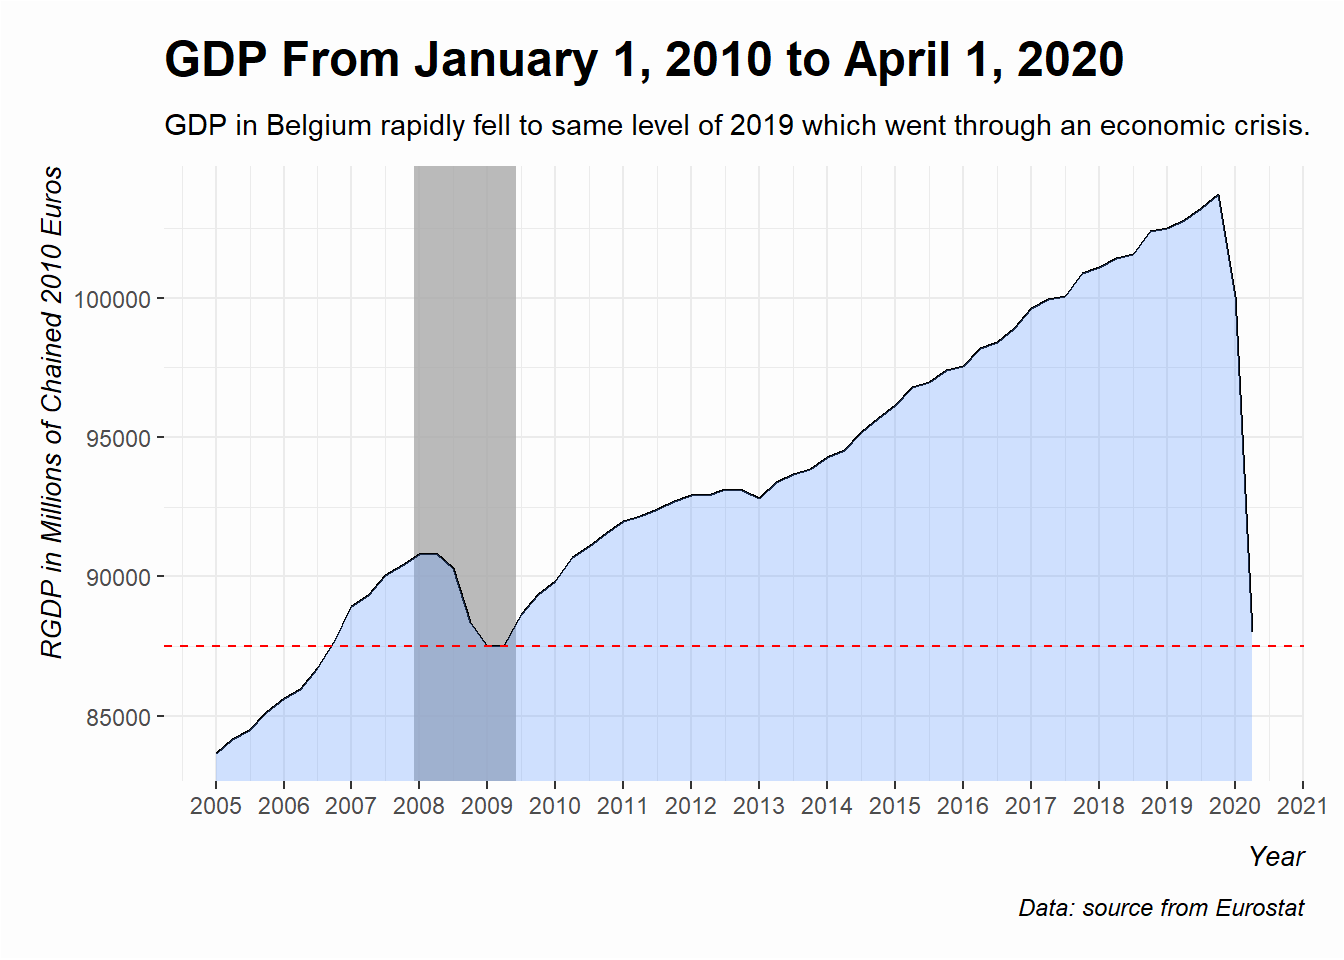 GDP From January 1, 2010 to April 1, 2020
GDP in Belgium rapidly fell to same level of 2019 which went through an economic crisis.
RGDP in Millions of Chained 2010 Euros
100000
95000
90000
85000
2005 2006 2007 2008 2009 2010 2011 2012 2013 2014 2015 2016 2017 2018 2019 2020 2021
Year
Data: source from Eurostat